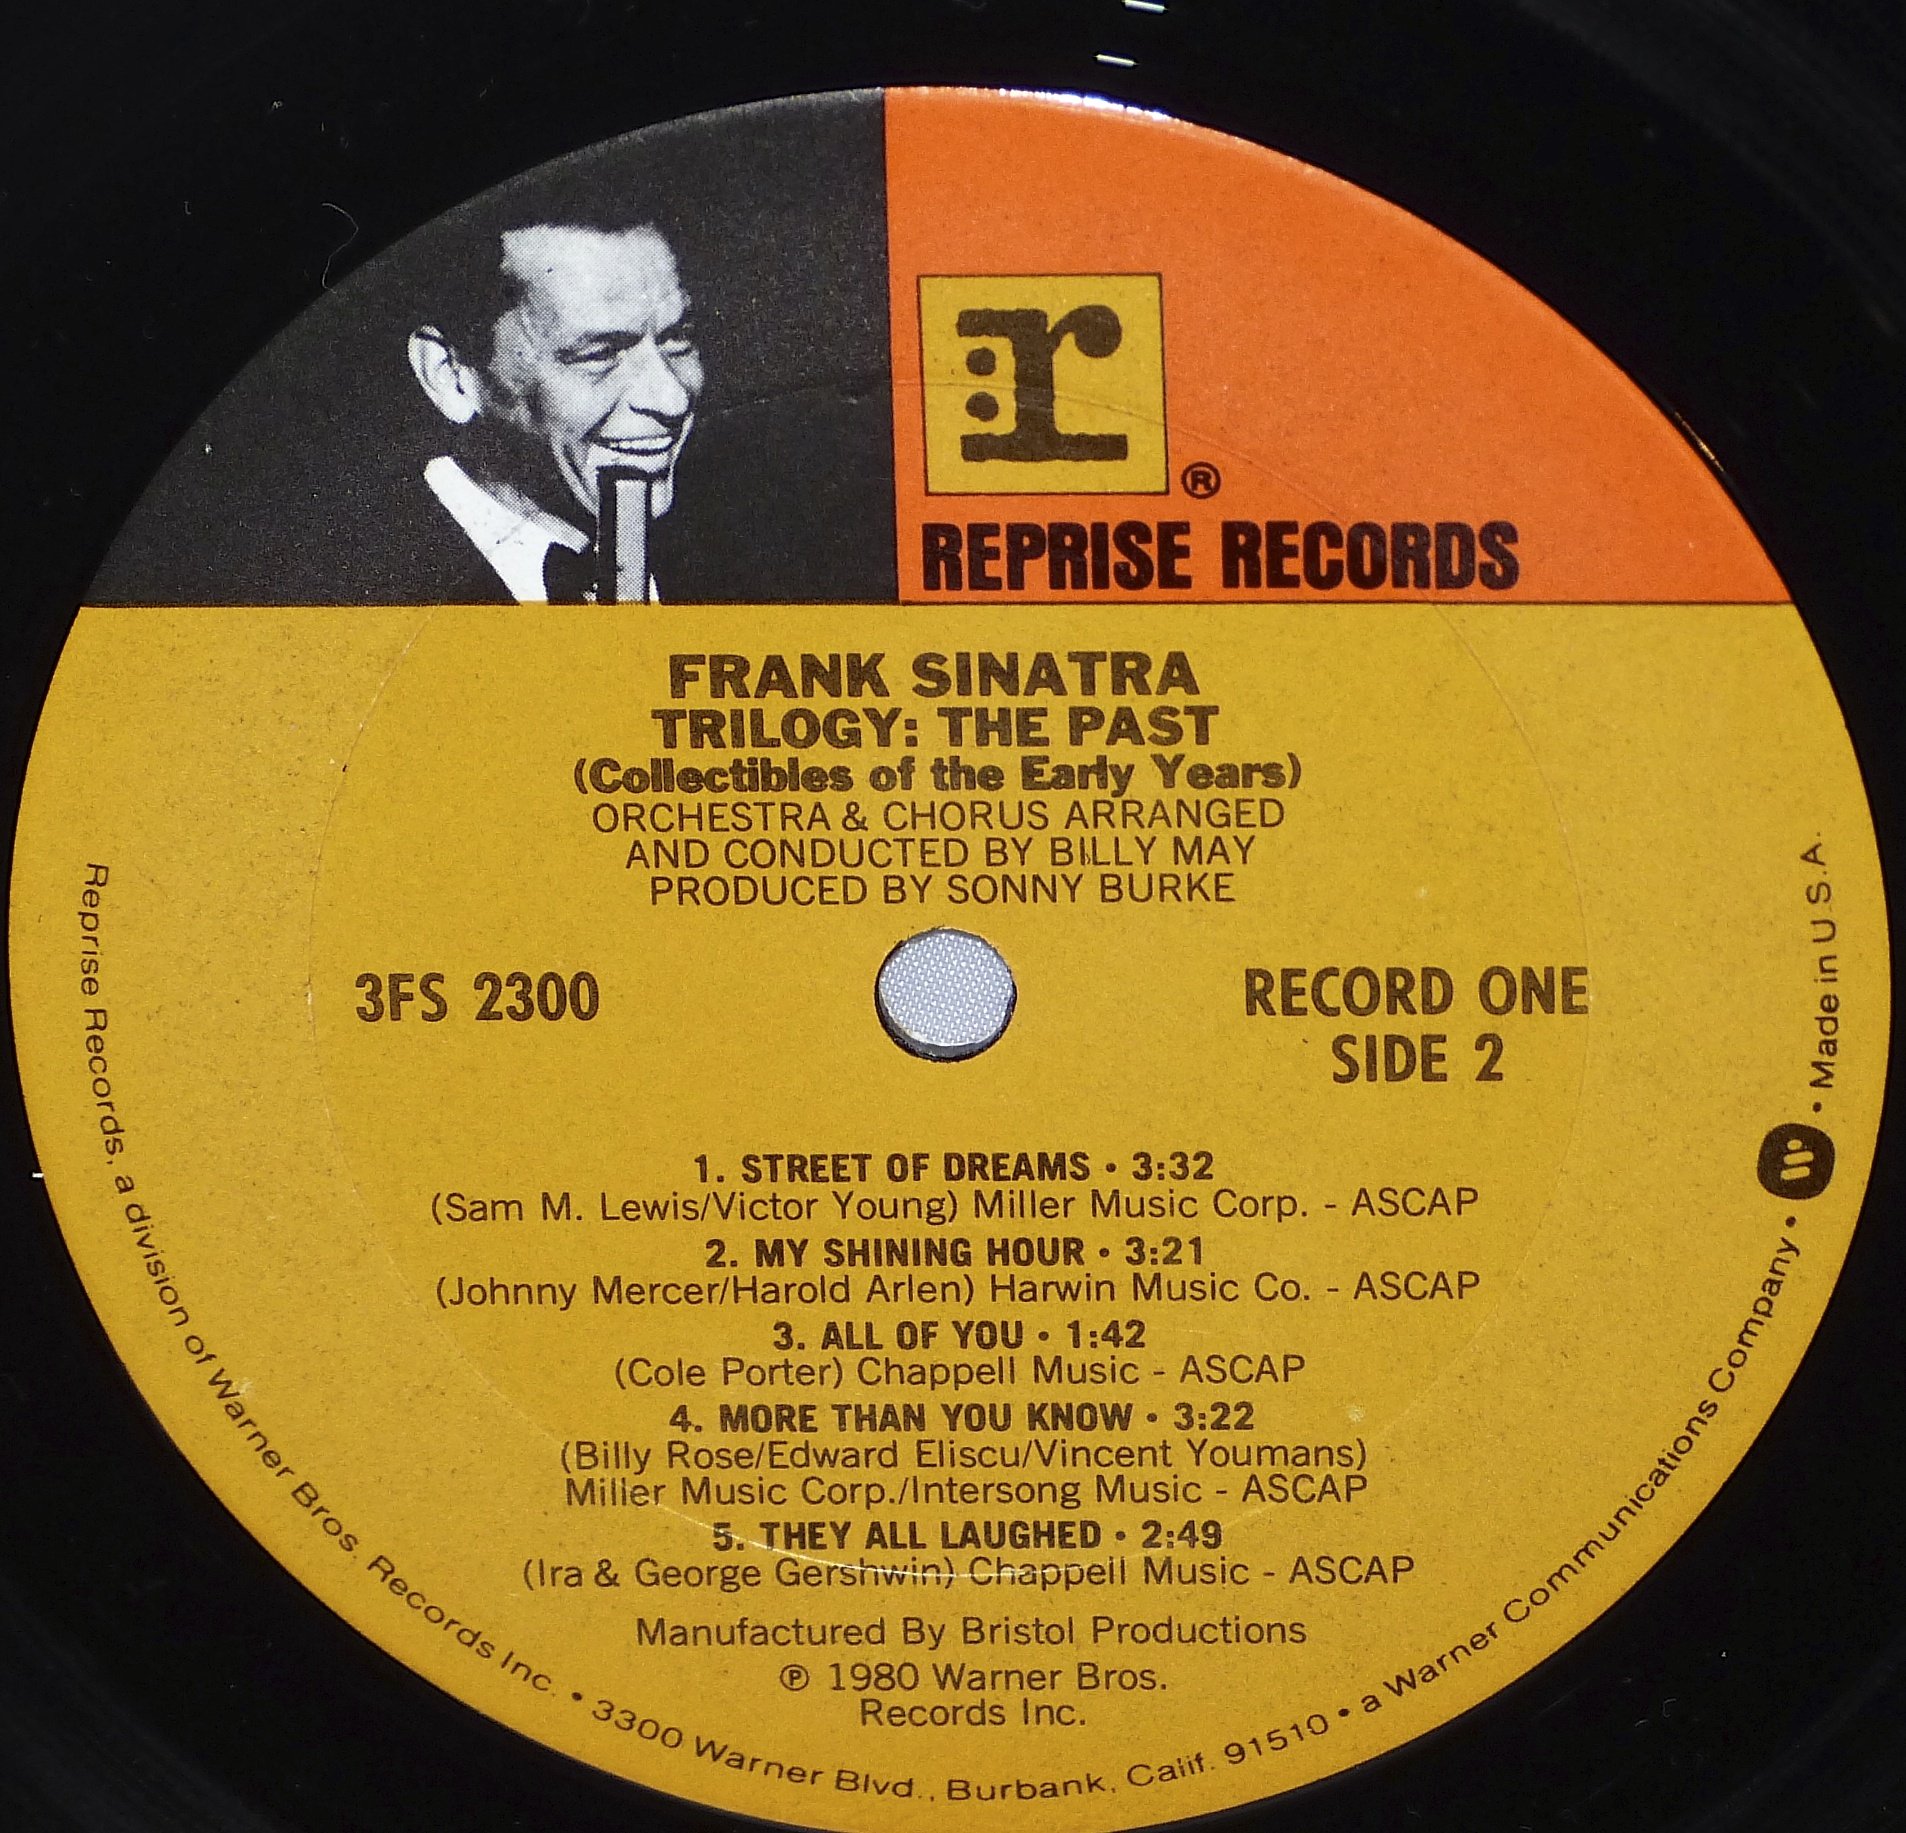 r
®
REPRISE RECORDS
FRANK SINATRA
TRILOGY: THE PAST
(Collectibles of the Early Years)
ORCHESTRA & CHORUS ARRANGED
AND CONDUCTED BY BILLY MAY
PRODUCED BY SONNY BURKE
3FS 2300
RECORD ONE
SIDE 2
1. STREET OF DREAMS • 3:32
(Sam M. Lewis/Victor Young) Miller Music Corp. - ASCAP
2. MY SHINING HOUR • 3:21
(Johnny Mercer/Harold Arlen) Harwin Music Co. - ASCAP
3. ALL OF YOU • 1:42
(Cole Porter) Chappell Music - ASCAP
4. MORE THAN YOU KNOW • 3:22
(Billy Rose/Edward Eliscu/Vincent Youmans)
Miller Music Corp./Intersong Music - ASCAP
5. THEY ALL LAUGHED • 2:49
(Ira & George Gershwin) Chappell Music - ASCAP
Manufactured By Bristol Productions
℗ 1980 Warner Bros.
Records Inc.
Reprise Records, a division of Warner Bros. Records Inc. • 3300 Warner Blvd., Burbank, Calif. 91510 • a Warner Communications Company • W • Made in U.S.A.